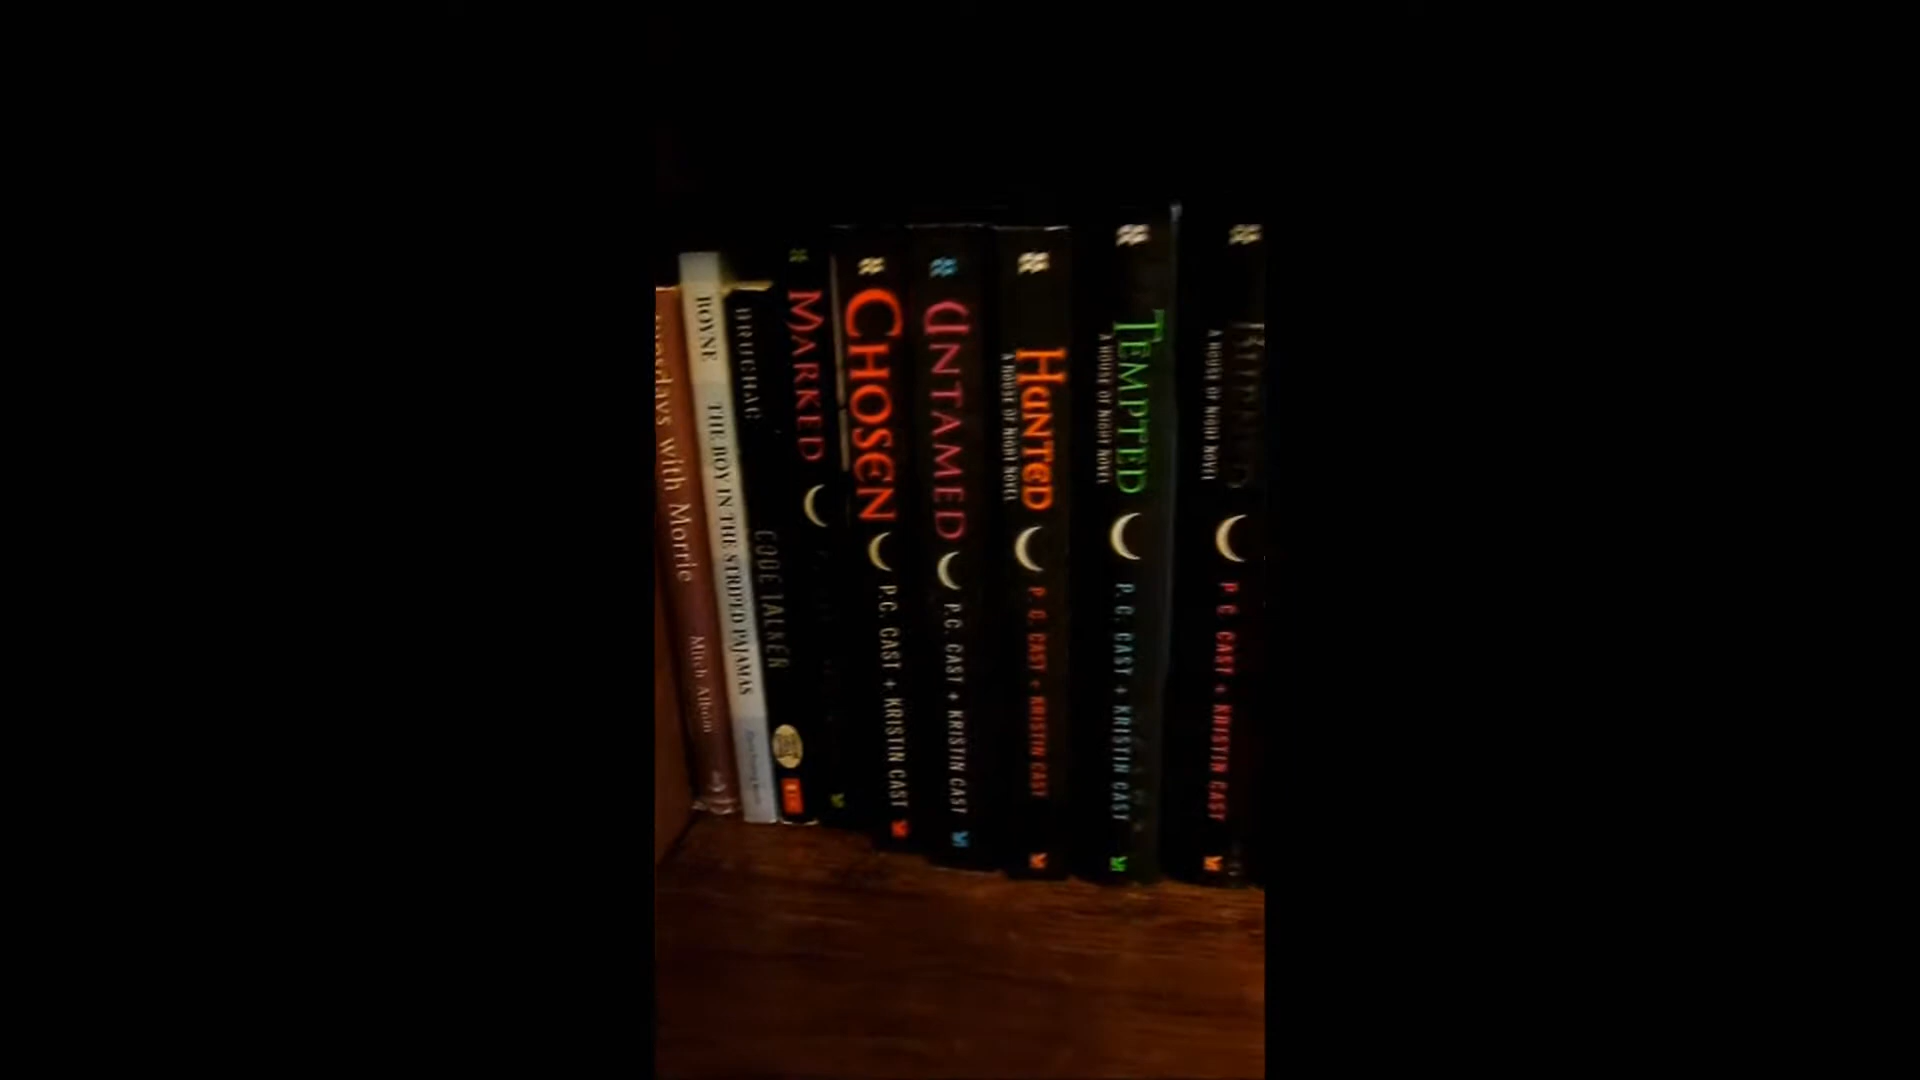 Tuesdays with Morrie Mitch Albom
BOYNE THE BOY IN THE STRIPED PAJAMAS
BRUCHAC CODE TALKER
MARKED
CHOSEN P.C. CAST + KRISTIN CAST
UNTAMED P.C. CAST + KRISTIN CAST
HUNTED
A HOUSE OF NIGHT NOVEL
P. C. CAST + KRISTIN CAST
TEMPTED
A HOUSE OF NIGHT NOVEL
P. C. CAST + KRISTIN CAST
A HOUSE OF NIGHT NOVEL
P. C. CAST + KRISTIN CAST